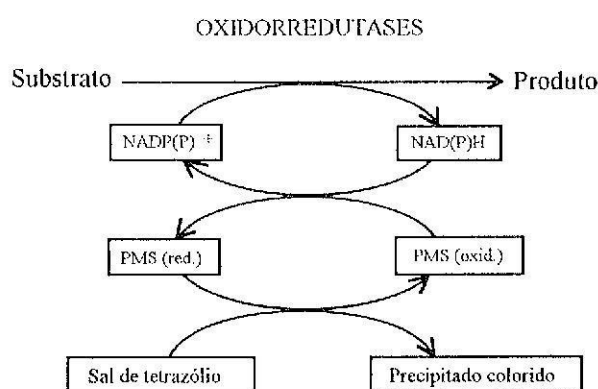 OXIDORREDUTASES
Substrato Produto
NADP(P) + NAD(P)H
PMS (red.) PMS (oxid.)
Sal de tetrazólio Precipitado colorido